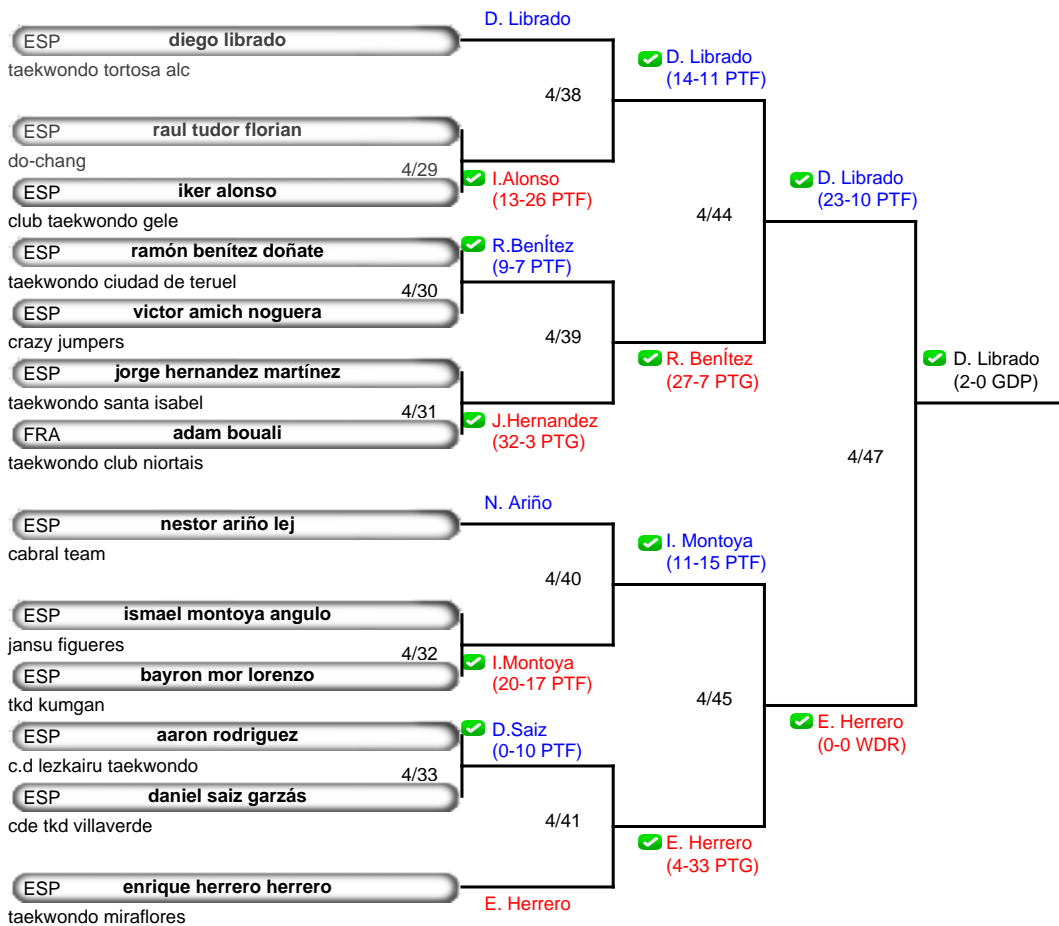 D. Librado
ESP diego librado
taekwondo tortosa alc
D. Librado
(14-11 PTF)
4/38
ESP raul tudor florian
do-chang
4/29
ESP iker alonso
club taekwondo gele
I.Alonso
(13-26 PTF)
D. Librado
(23-10 PTF)
4/44
ESP ramón benítez doñate
taekwondo ciudad de teruel
R.BenÍtez
(9-7 PTF)
4/30
ESP victor amich noguera
crazy jumpers
4/39
ESP jorge hernandez martínez
taekwondo santa isabel
R. BenÍtez
(27-7 PTG)
D. Librado
(2-0 GDP)
4/31
FRA adam bouali
taekwondo club niortais
J.Hernandez
(32-3 PTG)
4/47
N. Ariño
ESP nestor ariño lej
cabral team
I. Montoya
(11-15 PTF)
4/40
ESP ismael montoya angulo
jansu figueres
4/32
ESP bayron mor lorenzo
tkd kumgan
I.Montoya
(20-17 PTF)
4/45
ESP aaron rodriguez
c.d lezkairu taekwondo
D.Saiz
(0-10 PTF)
E. Herrero
(0-0 WDR)
4/33
ESP daniel saiz garzás
cde tkd villaverde
4/41
E. Herrero
(4-33 PTG)
ESP enrique herrero herrero
taekwondo miraflores
E. Herrero